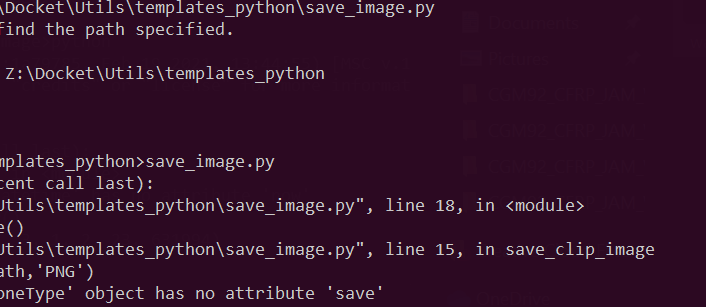 \Docket\Utils\templates_python\save_image.py
find the path specified.
Z:\Docket\Utils\templates_python
mplates_python>save_image.py
cent call last):
Utils\templates_python\save_image.py", line 18, in <module>
e()
Utils\templates_python\save_image.py", line 15, in save_clip_image
ath,'PNG')
oneType' object has no attribute 'save'